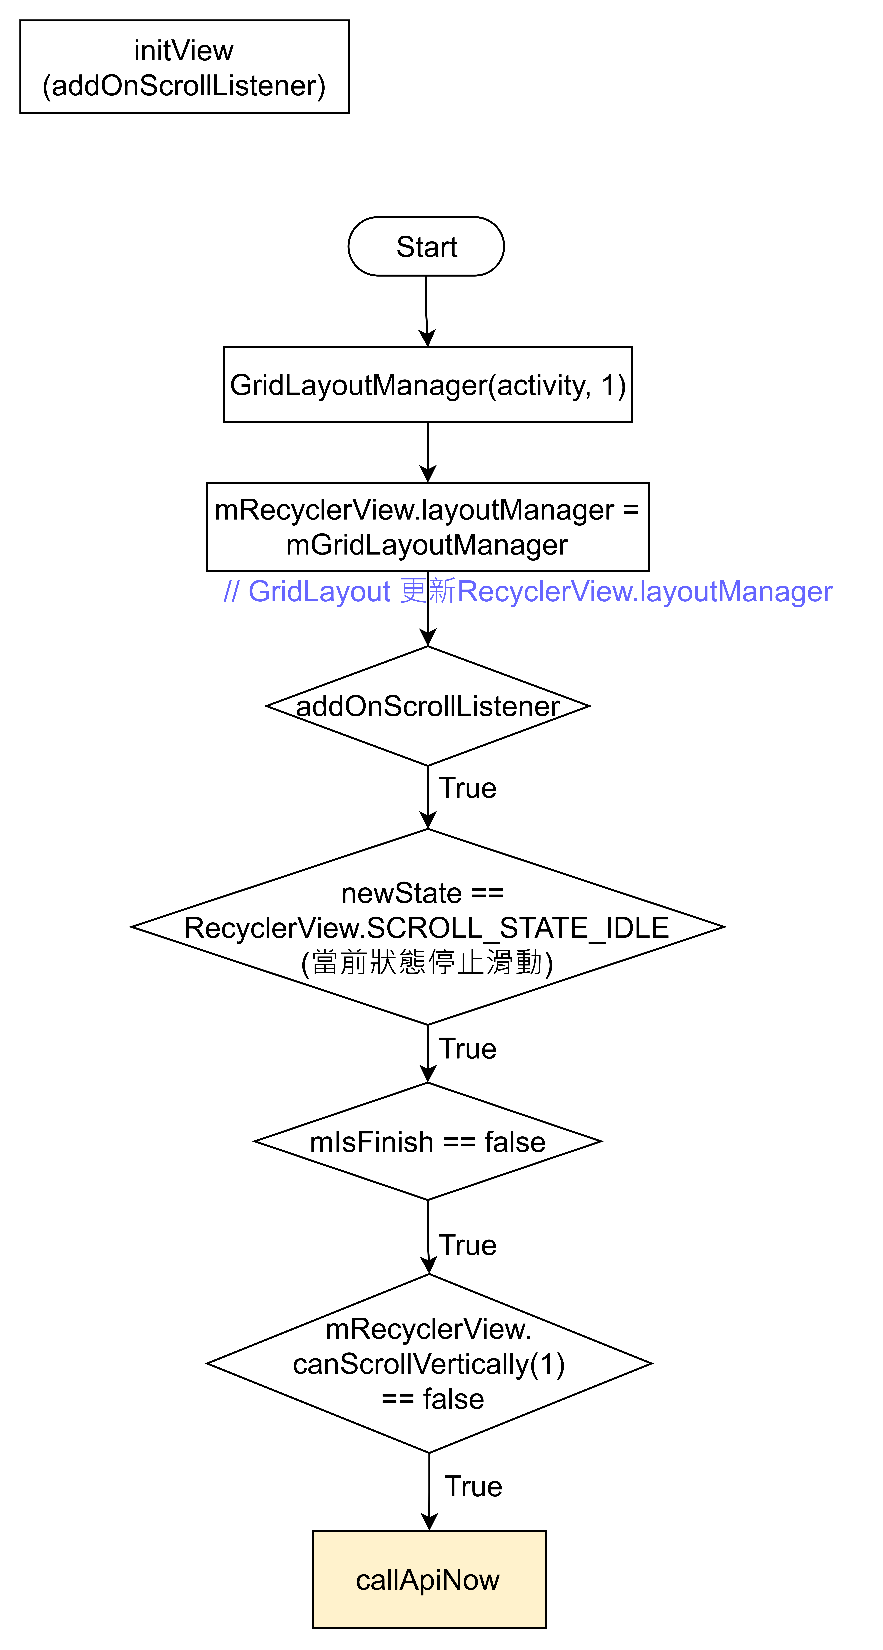 initView
(addOnScrollListener)
Start
GridLayoutManager(activity, 1)
mRecyclerView.layoutManager =
mGridLayoutManager
// GridLayout 更新RecyclerView.layoutManager
addOnScrollListener
True
newState ==
RecyclerView.SCROLL_STATE_IDLE
(當前狀態停止滑動)
True
mIsFinish == false
True
mRecyclerView.
canScrollVertically(1)
== false
True
callApiNow